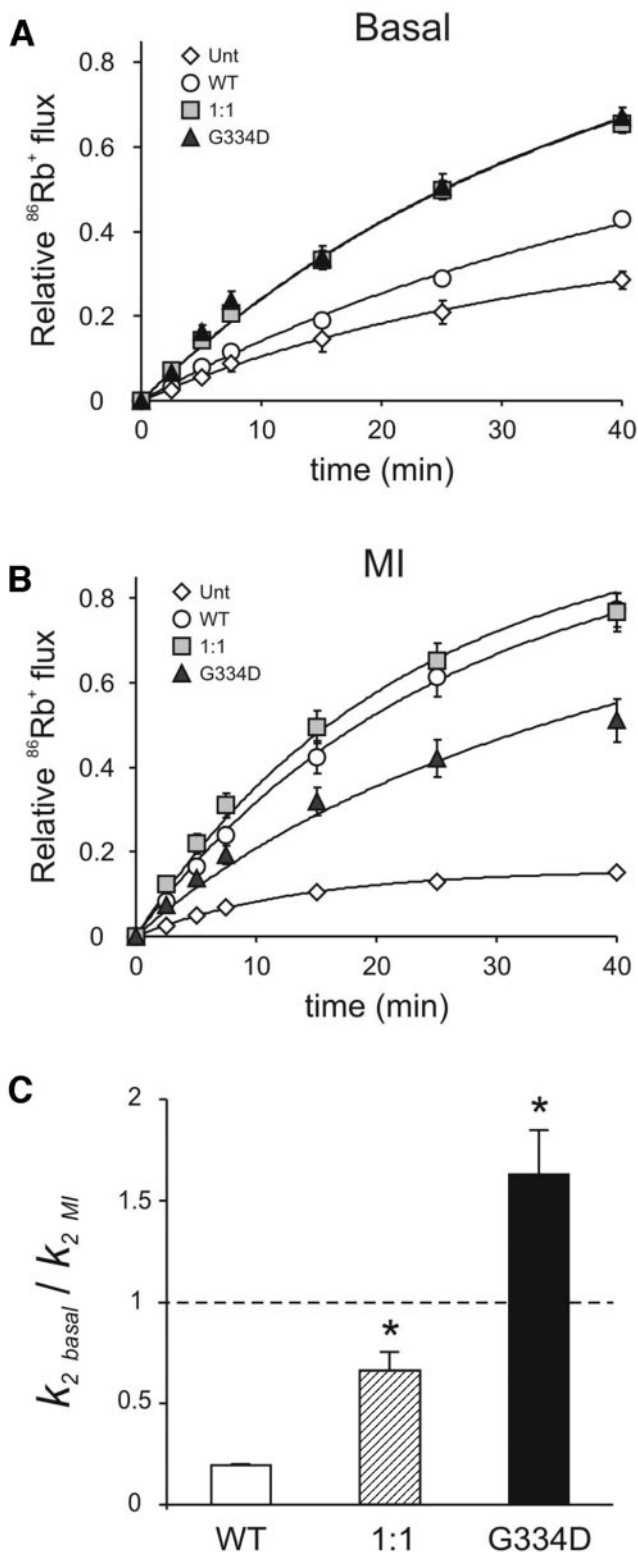 A
Basal
Unt
WT
1:1
G334D
Relative ⁸⁶Rb⁺ flux
0.8
0.6
0.4
0.2
0
0 10 20 30 40
time (min)
B
MI
Unt
WT
1:1
G334D
Relative ⁸⁶Rb⁺ flux
0.8
0.6
0.4
0.2
0
0 10 20 30 40
time (min)
C
k₂ basal / k₂ MI
2
1.5
1
0.5
0
*
*
WT 1:1 G334D